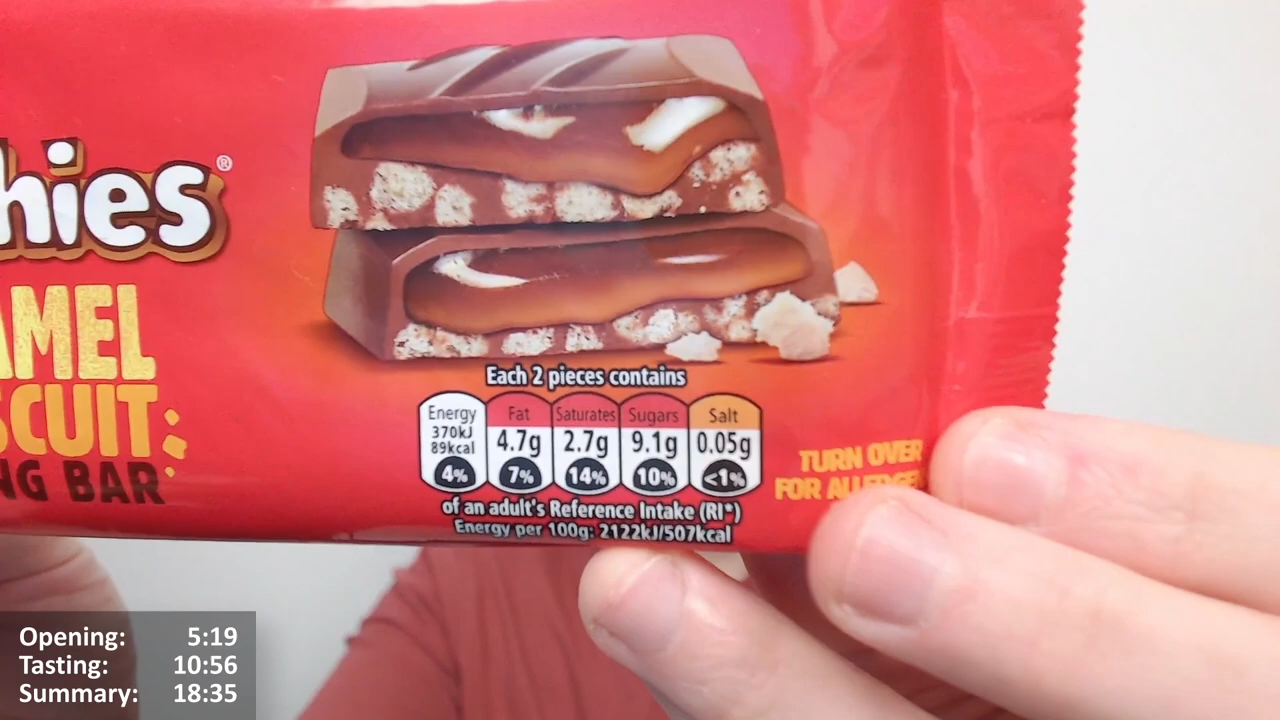 hies®
AMEL
SCUIT
NG BAR
Each 2 pieces contains
Energy 370kJ 89kcal 4%
Fat 4.7g 7%
Saturates 2.7g 14%
Sugars 9.1g 10%
Salt 0.05g <1%
of an adult's Reference Intake (RI*)
Energy per 100g: 2122kJ/507kcal
TURN OVER
FOR ALLERGE
Opening: 5:19
Tasting: 10:56
Summary: 18:35